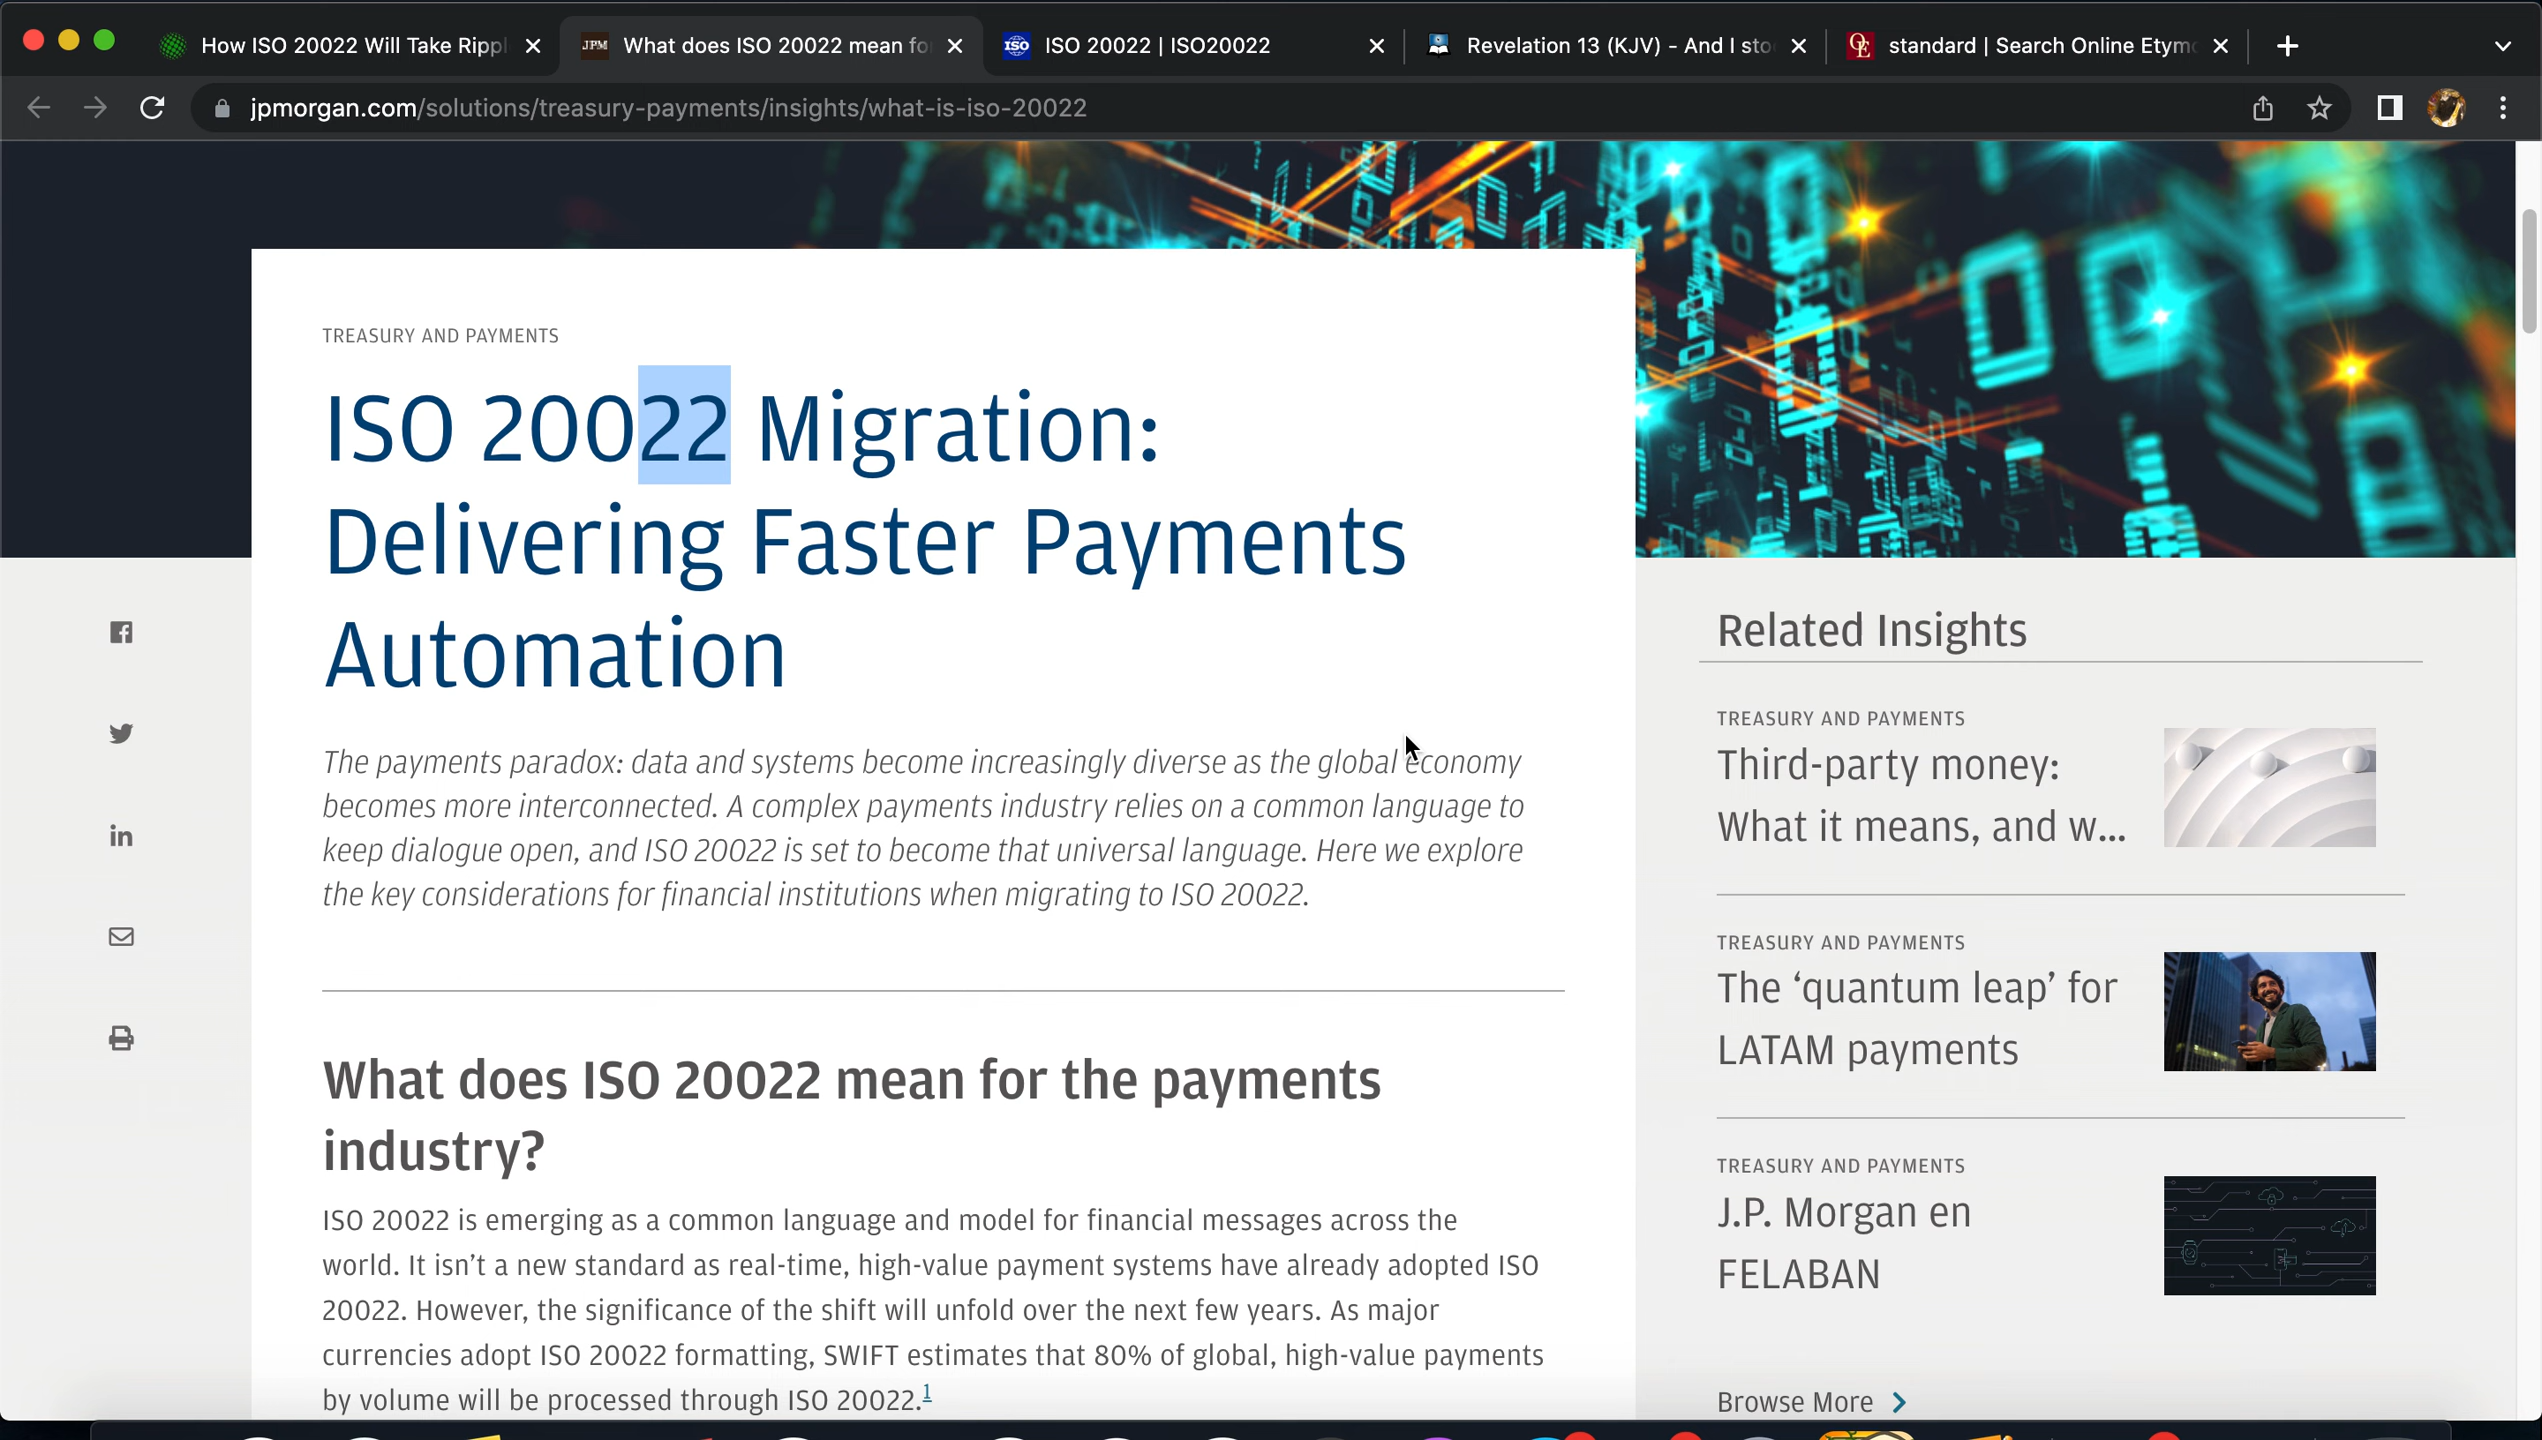 How ISO 20022 Will Take Rippl
JPM What does ISO 20022 mean fo
ISO ISO 20022 | ISO20022
Revelation 13 (KJV) - And I sto
OE standard | Search Online Etym
jpmorgan.com/solutions/treasury-payments/insights/what-is-iso-20022
TREASURY AND PAYMENTS
ISO 20022 Migration:
Delivering Faster Payments
Automation
The payments paradox: data and systems become increasingly diverse as the global economy
becomes more interconnected. A complex payments industry relies on a common language to
keep dialogue open, and ISO 20022 is set to become that universal language. Here we explore
the key considerations for financial institutions when migrating to ISO 20022.
What does ISO 20022 mean for the payments
industry?
ISO 20022 is emerging as a common language and model for financial messages across the
world. It isn’t a new standard as real-time, high-value payment systems have already adopted ISO
20022. However, the significance of the shift will unfold over the next few years. As major
currencies adopt ISO 20022 formatting, SWIFT estimates that 80% of global, high-value payments
by volume will be processed through ISO 20022.1
Related Insights
TREASURY AND PAYMENTS
Third-party money:
What it means, and w...
TREASURY AND PAYMENTS
The ‘quantum leap’ for
LATAM payments
TREASURY AND PAYMENTS
J.P. Morgan en
FELABAN
Browse More